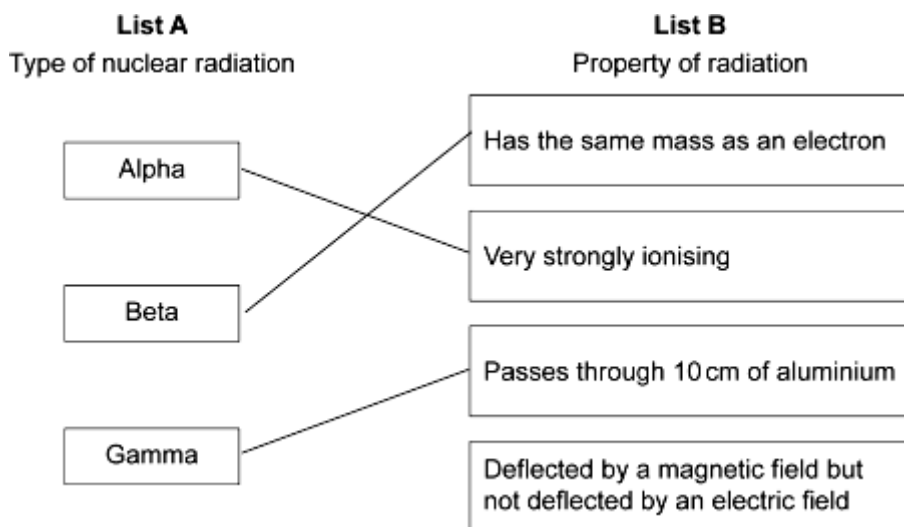 List A
Type of nuclear radiation
Alpha
Beta
Gamma
List B
Property of radiation
Has the same mass as an electron
Very strongly ionising
Passes through 10 cm of aluminium
Deflected by a magnetic field but
not deflected by an electric field